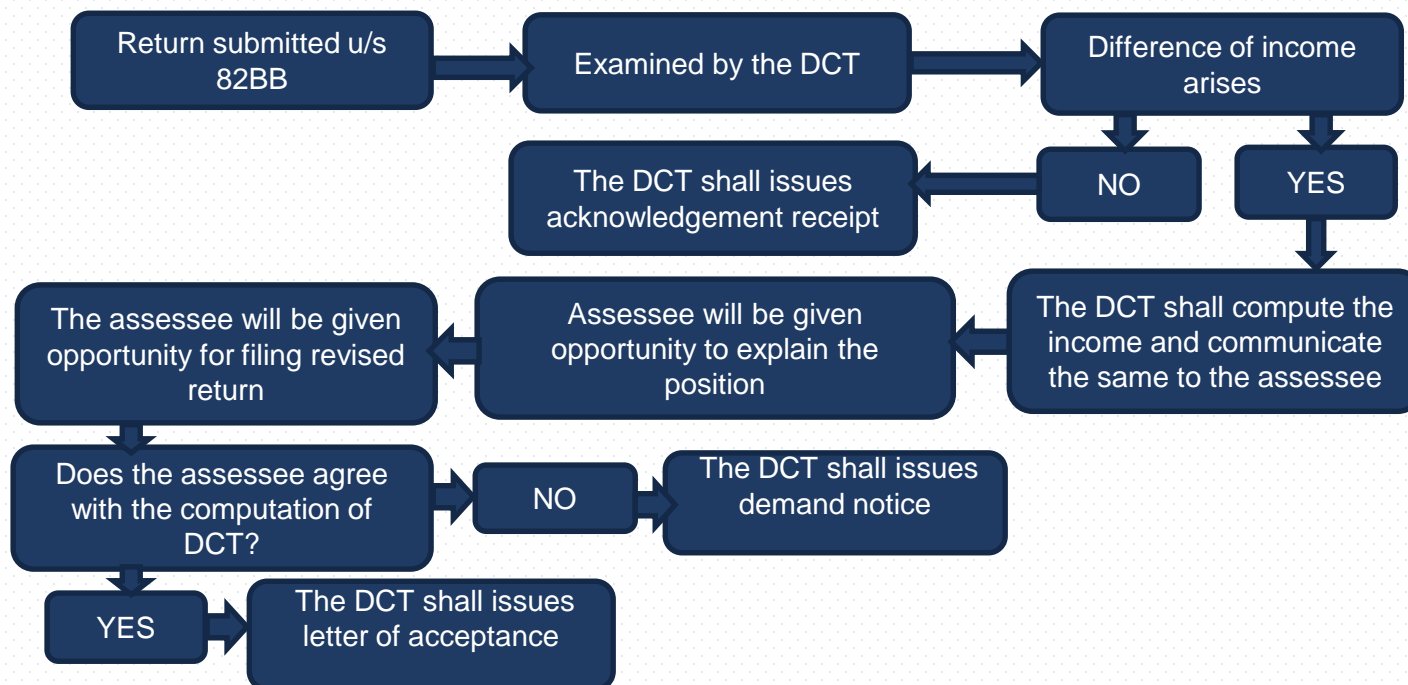 Return submitted u/s
82BB
Examined by the DCT
Difference of income
arises
NO
YES
The DCT shall issues
acknowledgement receipt
The DCT shall compute the
income and communicate
the same to the assessee
Assessee will be given
opportunity to explain the
position
The assessee will be given
opportunity for filing revised
return
Does the assessee agree
with the computation of
DCT?
NO
The DCT shall issues
demand notice
YES
The DCT shall issues
letter of acceptance